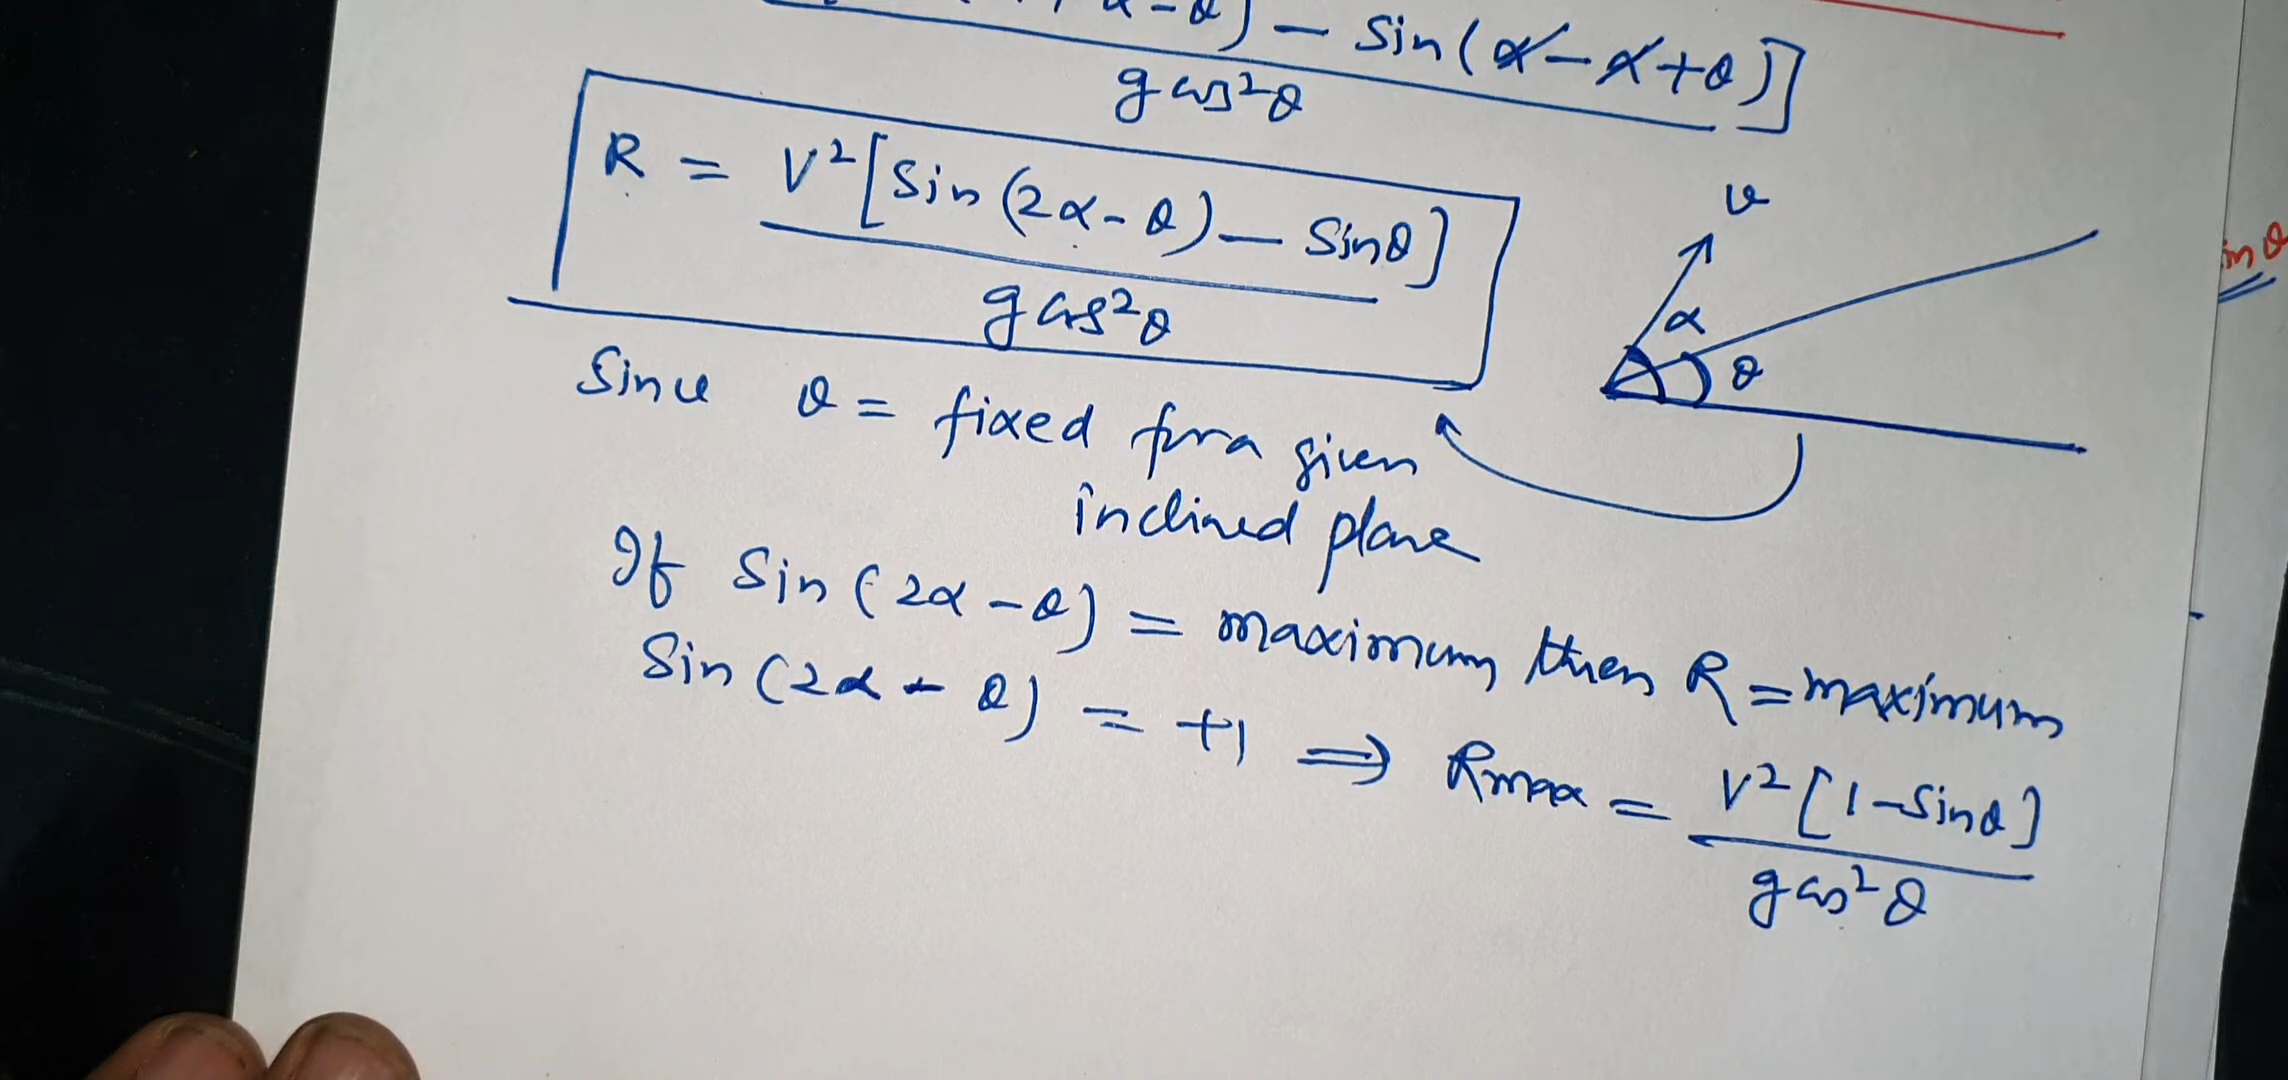 α - θ) - Sin(α - α + θ)]
g cos²θ
R = V²[Sin(2α - θ) - Sinθ]
g cos²θ
v
α
θ
in θ
Since θ = fixed for a given
inclined plane
If Sin(2α - θ) = maximum then R = maximum
Sin(2α - θ) = +1 ⇒ Rmax = V²[1 - Sinθ]
g cos²θ